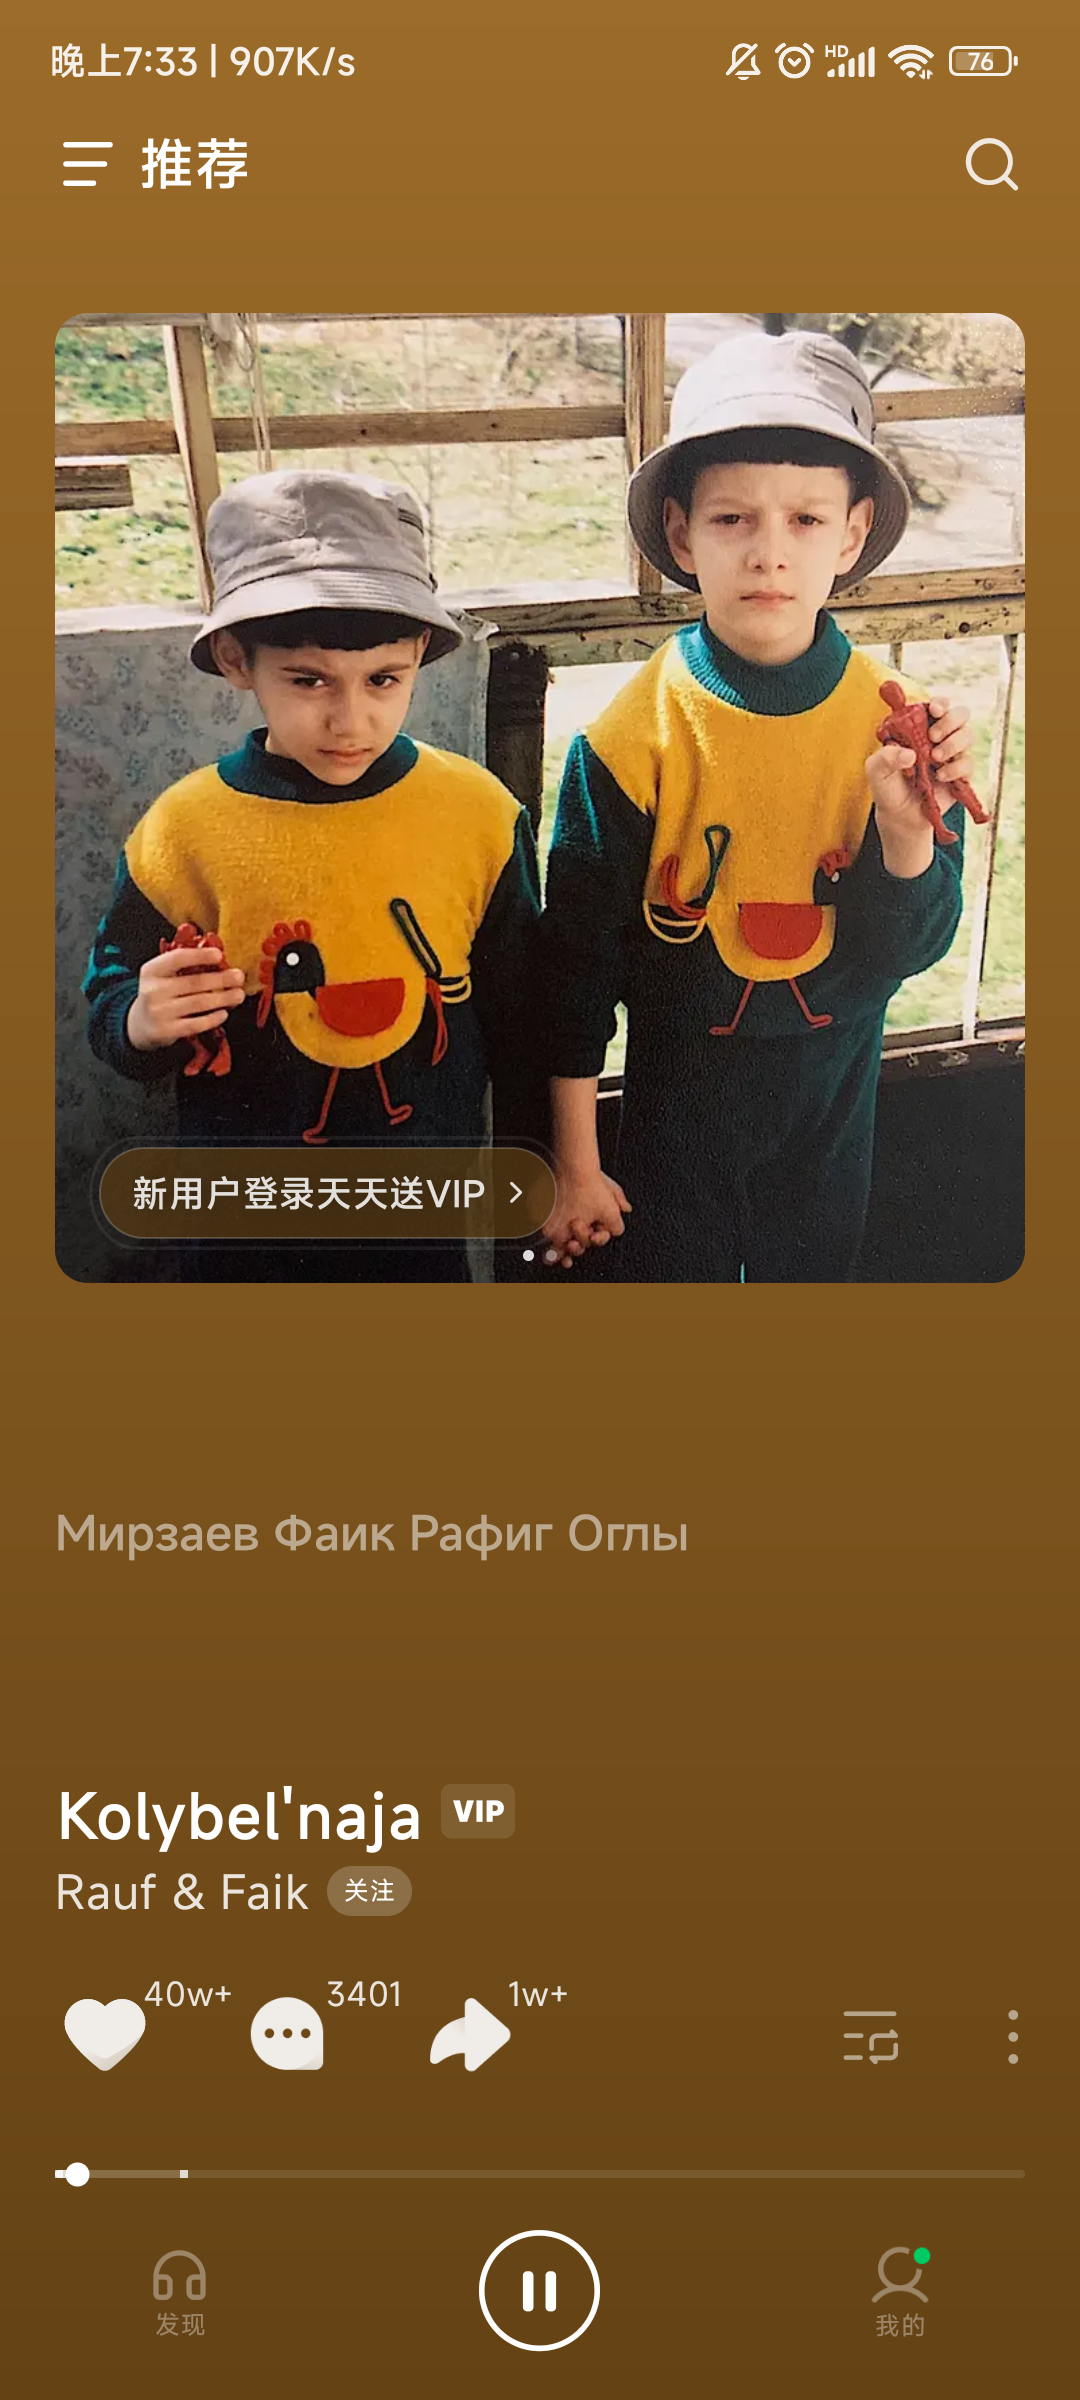 晚上7:33 | 907K/s
HD
76
推荐
新用户登录天天送VIP
Мирзаев Фаик Рафиг Оглы
Kolybel'naja VIP
Rauf & Faik 关注
40w+ 3401 1w+
发现 我的